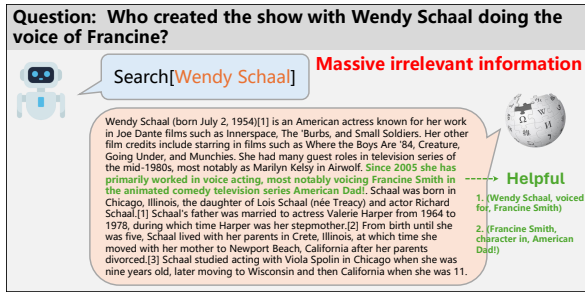 Question: Who created the show with Wendy Schaal doing the
voice of Francine?
Search[Wendy Schaal]
Massive irrelevant information
Wendy Schaal (born July 2, 1954)[1] is an American actress known for her work
in Joe Dante films such as Innerspace, The 'Burbs, and Small Soldiers. Her other
film credits include starring in films such as Where the Boys Are '84, Creature,
Going Under, and Munchies. She had many guest roles in television series of
the mid-1980s, most notably as Marilyn Kelsy in Airwolf. Since 2005 she has
primarily worked in voice acting, most notably voicing Francine Smith in
the animated comedy television series American Dad!. Schaal was born in
Chicago, Illinois, the daughter of Lois Schaal (née Treacy) and actor Richard
Schaal.[1] Schaal's father was married to actress Valerie Harper from 1964 to
1978, during which time Harper was her stepmother.[2] From birth until she
was five, Schaal lived with her parents in Crete, Illinois, at which time she
moved with her mother to Newport Beach, California after her parents
divorced.[3] Schaal studied acting with Viola Spolin in Chicago when she was
nine years old, later moving to Wisconsin and then California when she was 11.
Helpful
1. (Wendy Schaal, voiced
for, Francine Smith)
2. (Francine Smith,
character in, American
Dad!)